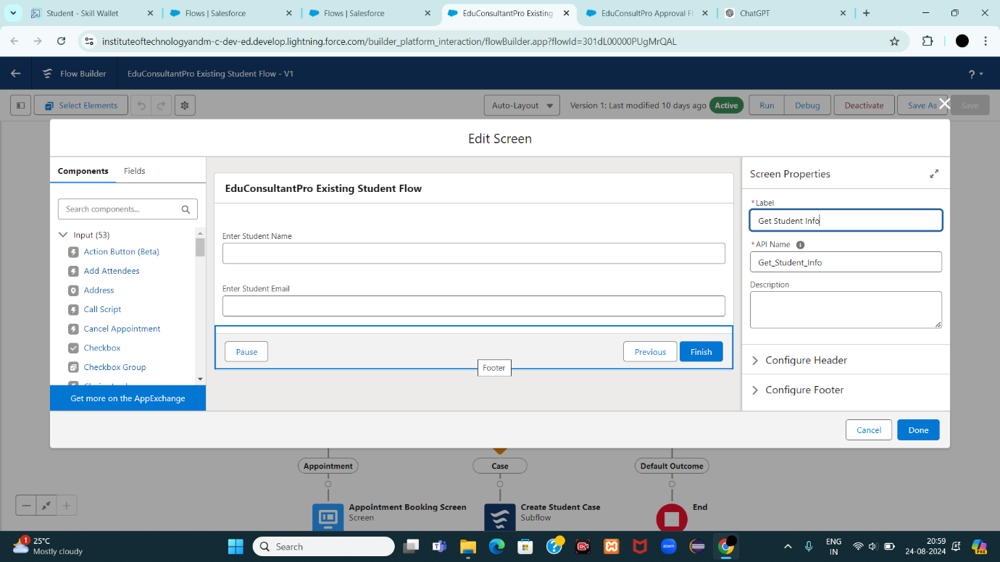 Student - Skill Wallet
Flows | Salesforce
Flows | Salesforce
EduConsultantPro Existing
EduConsultPro Approval Fl
ChatGPT
instituteoftechnologyandm-c-dev-ed.develop.lightning.force.com/builder_platform_interaction/flowBuilder.app?flowId=301dL00000PUgMrQAL
Flow Builder
EduConsultantPro Existing Student Flow - V1
?
Select Elements
Auto-Layout
Version 1: Last modified 10 days ago
Active
Run
Debug
Deactivate
Save As
Save
Edit Screen
Components
Fields
Search components...
Input (53)
Action Button (Beta)
Add Attendees
Address
Call Script
Cancel Appointment
Checkbox
Checkbox Group
Get more on the AppExchange
EduConsultantPro Existing Student Flow
Enter Student Name
Enter Student Email
Pause
Previous
Finish
Footer
Screen Properties
*Label
Get Student Info
*API Name
Get_Student_Info
Description
Configure Header
Configure Footer
Cancel
Done
Appointment
Case
Default Outcome
Appointment Booking Screen
Screen
Create Student Case
Subflow
End
1
25°C
Mostly cloudy
Search
zoom
ENG
IN
20:59
24-08-2024
PRE